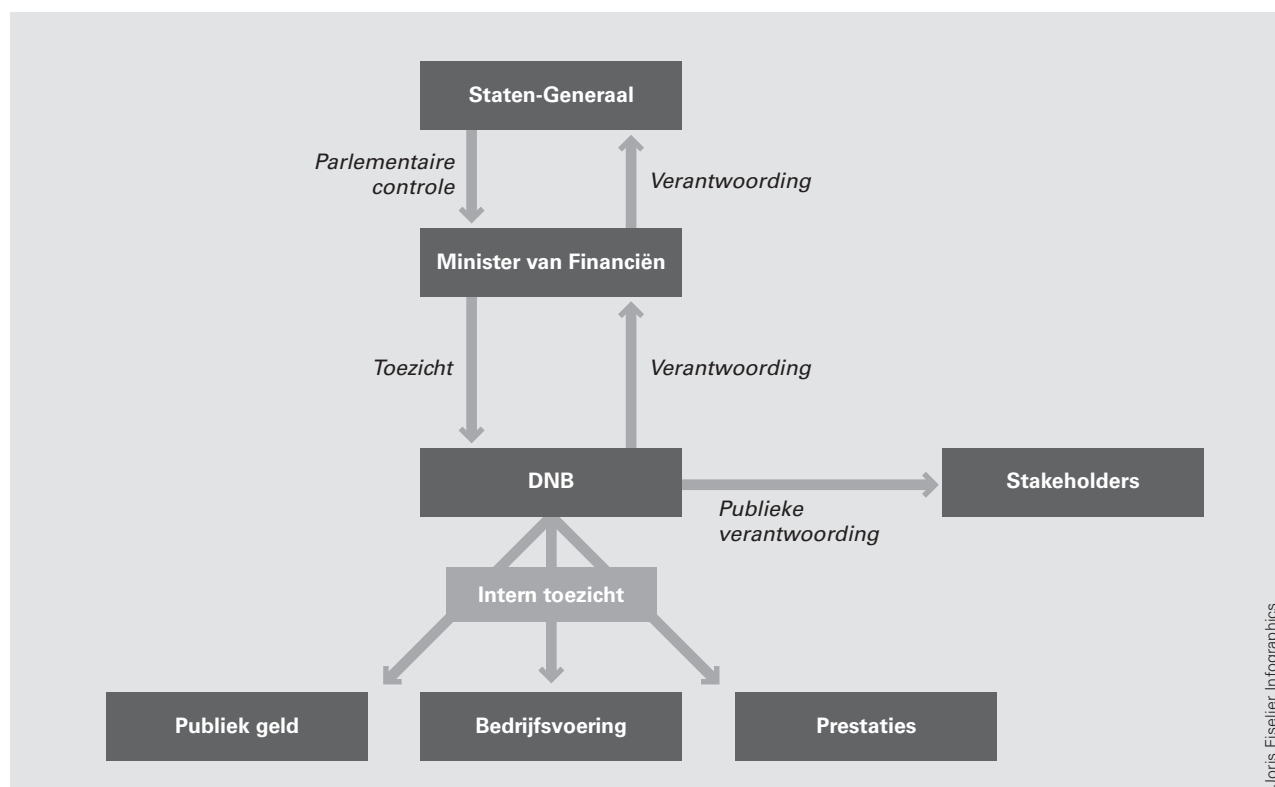 Staten-Generaal
Parlementaire
controle
Verantwoording
Minister van Financiën
Toezicht
Verantwoording
DNB
Stakeholders
Publieke
verantwoording
Intern toezicht
Publiek geld
Bedrijfsvoering
Prestaties
Joris Fiselier Infographics